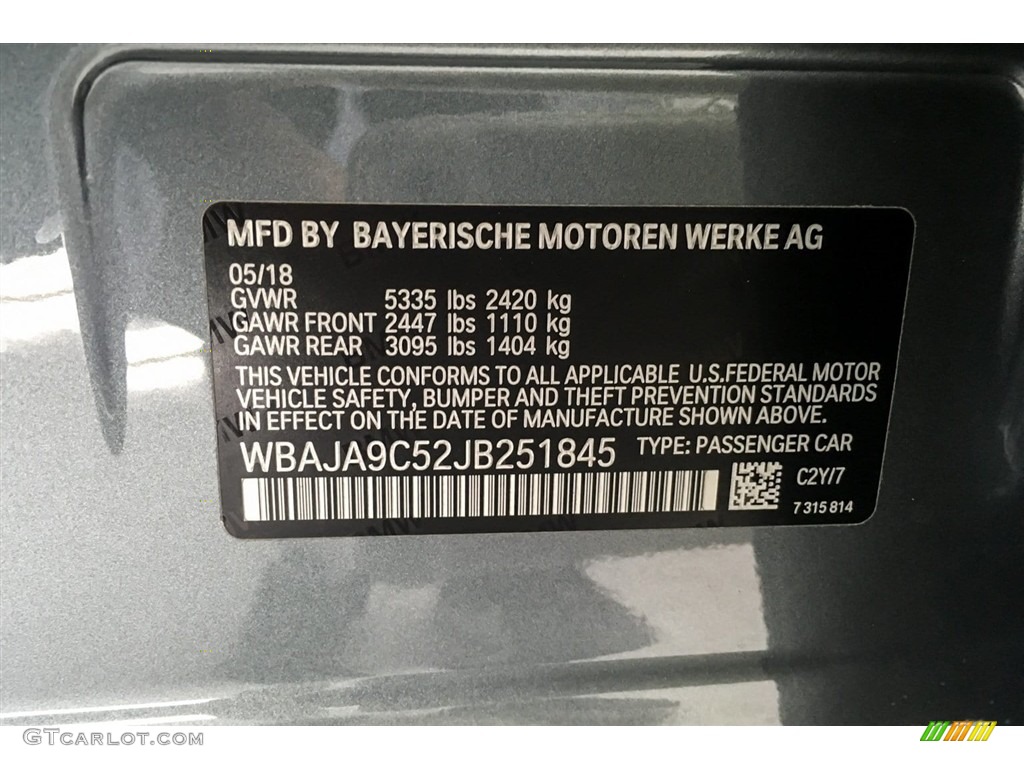 MFD BY BAYERISCHE MOTOREN WERKE AG
05/18
GVWR 5335 lbs 2420 kg
GAWR FRONT 2447 lbs 1110 kg
GAWR REAR 3095 lbs 1404 kg
THIS VEHICLE CONFORMS TO ALL APPLICABLE U.S.FEDERAL MOTOR
VEHICLE SAFETY, BUMPER AND THEFT PREVENTION STANDARDS
IN EFFECT ON THE DATE OF MANUFACTURE SHOWN ABOVE.
WBAJA9C52JB251845 TYPE: PASSENGER CAR
C2Y/7
7 315 814
GTCARLOT.COM